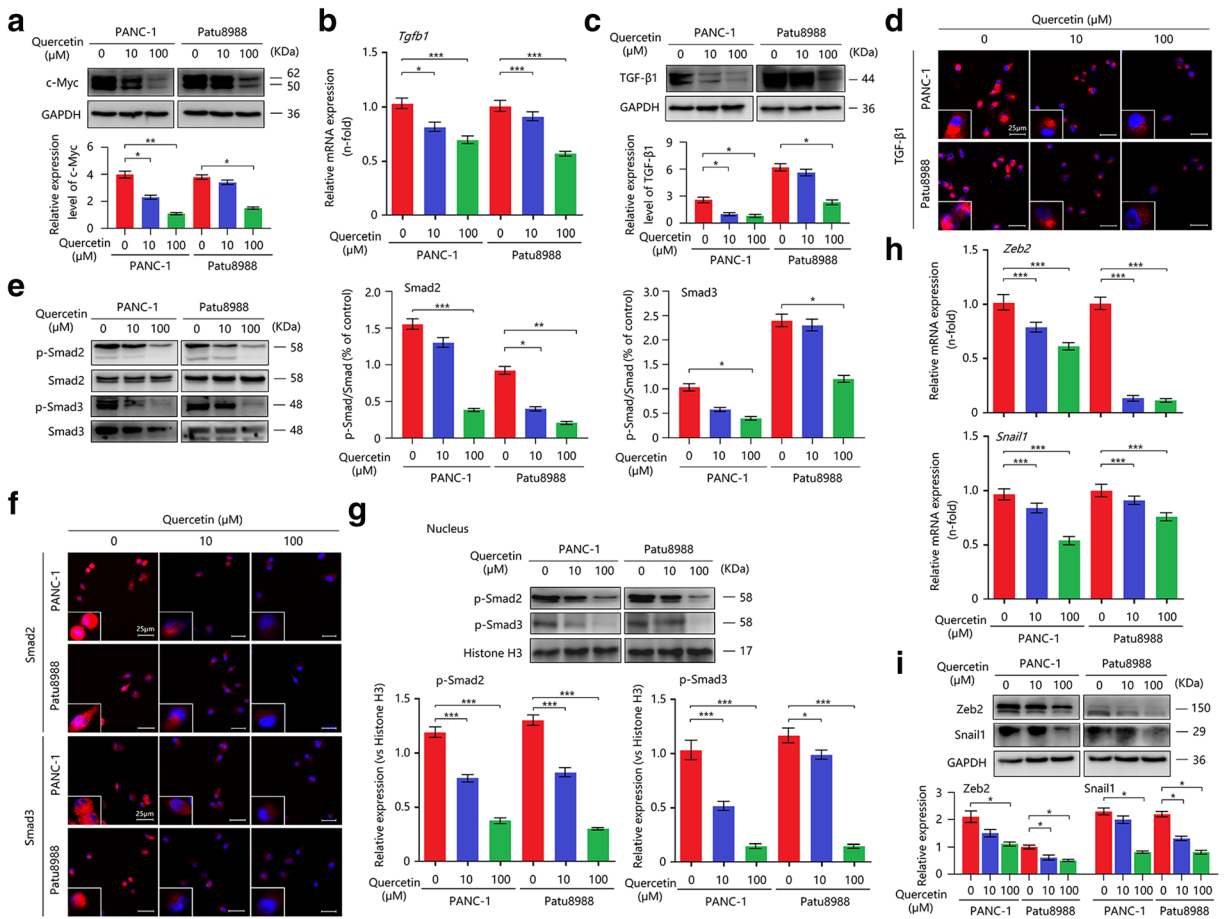 a
PANC-1 Patu8988
Quercetin (μM) 0 10 100 0 10 100 (KDa)
c-Myc 62
50
GAPDH 36
Relative expression level of c-Myc
6
4
2
0
** * *
0 10 100 0 10 100
Quercetin (μM)
PANC-1 Patu8988
b
Tgfb1
Relative mRNA expression (n-fold)
1.5
1.0
0.5
0
*** * *** ***
0 10 100 0 10 100
Quercetin (μM)
PANC-1 Patu8988
c
PANC-1 Patu8988
Quercetin (μM) 0 10 100 0 10 100 (KDa)
TGF-β1 44
GAPDH 36
Relative expression level of TGF-β1
9
6
3
0
* * *
0 10 100 0 10 100
Quercetin (μM)
PANC-1 Patu8988
d
Quercetin (μM)
0 10 100
TGF-β1
PANC-1
25μm
Patu8988
e
PANC-1 Patu8988
Quercetin (μM) 0 10 100 0 10 100 (KDa)
p-Smad2 58
Smad2 58
p-Smad3 48
Smad3 48
Smad2
p-Smad/Smad (% of control)
2.0
1.5
1.0
0.5
0
*** ** *
0 10 100 0 10 100
Quercetin (μM)
PANC-1 Patu8988
Smad3
p-Smad/Smad (% of control)
3.0
2.5
2.0
1.5
1.0
0.5
0
* *
0 10 100 0 10 100
Quercetin (μM)
PANC-1 Patu8988
f
Quercetin (μM)
0 10 100
Smad2
PANC-1
25μm
Patu8988
Smad3
PANC-1
25μm
Patu8988
g
Nucleus
PANC-1 Patu8988
Quercetin (μM) 0 10 100 0 10 100 (KDa)
p-Smad2 58
p-Smad3 58
Histone H3 17
p-Smad2
Relative expression (vs Histone H3)
1.5
1.0
0.5
0
*** *** *** ***
0 10 100 0 10 100
Quercetin (μM)
PANC-1 Patu8988
p-Smad3
Relative expression (vs Histone H3)
1.5
1.0
0.5
0
*** *** *** *
0 10 100 0 10 100
Quercetin (μM)
PANC-1 Patu8988
h
Zeb2
Relative mRNA expression (n-fold)
1.5
1.0
0.5
0
*** *** *** ***
Snail1
Relative mRNA expression (n-fold)
1.5
1.0
0.5
0
*** *** *** ***
0 10 100 0 10 100
Quercetin (μM)
PANC-1 Patu8988
i
PANC-1 Patu8988
Quercetin (μM) 0 10 100 0 10 100 (KDa)
Zeb2 150
Snail1 29
GAPDH 36
Zeb2 Snail1
Relative expression
3
2
1
0
* * * * * *
0 10 100 0 10 100 0 10 100 0 10 100
Quercetin (μM)
PANC-1 Patu8988 PANC-1 Patu8988